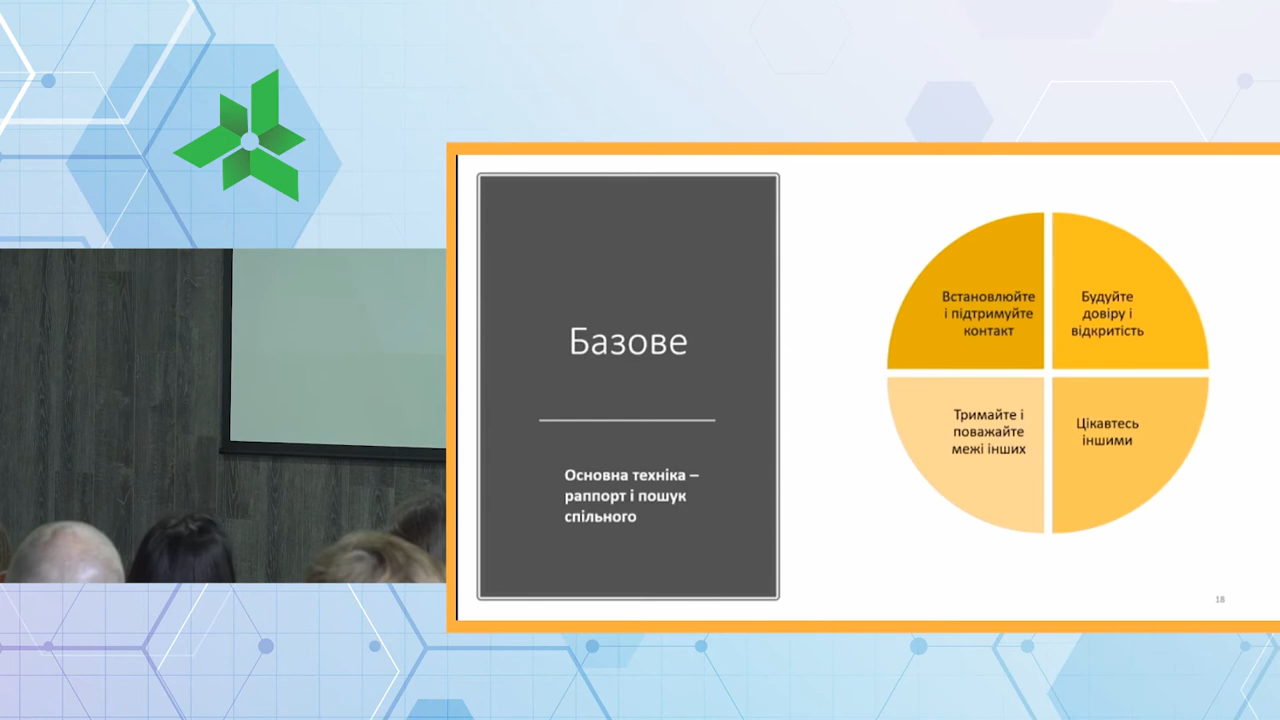 Базове
Основна техніка –
раппорт і пошук
спільного
Встановлюйте
і підтримуйте
контакт
Будуйте
довіру і
відкритість
Тримайте і
поважайте
межі інших
Цікавтесь
іншими
18